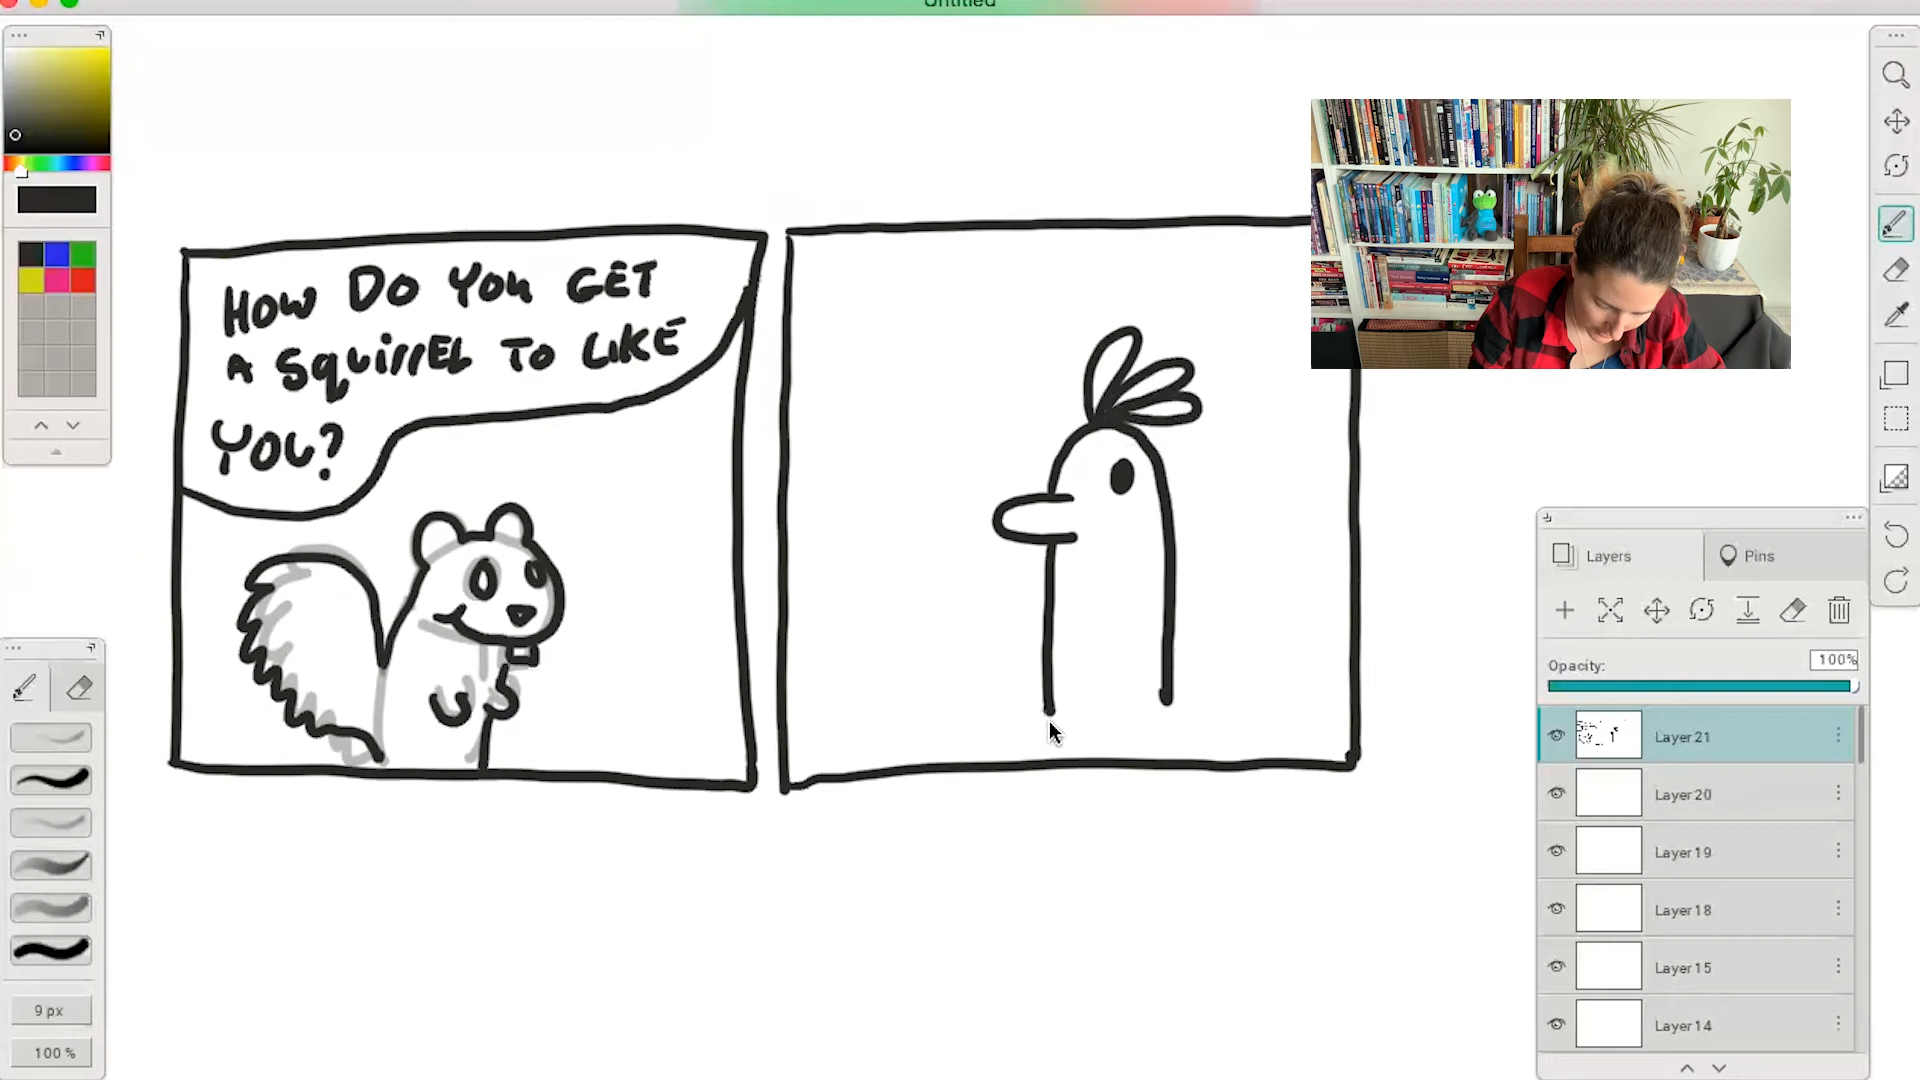 Untitled
HOW DO YOU GET
A SquirrEL TO LIKE
YOU?
Layers
Pins
Opacity:
100%
Layer 21
Layer 20
Layer 19
Layer 18
Layer 15
Layer 14
9 px
100 %